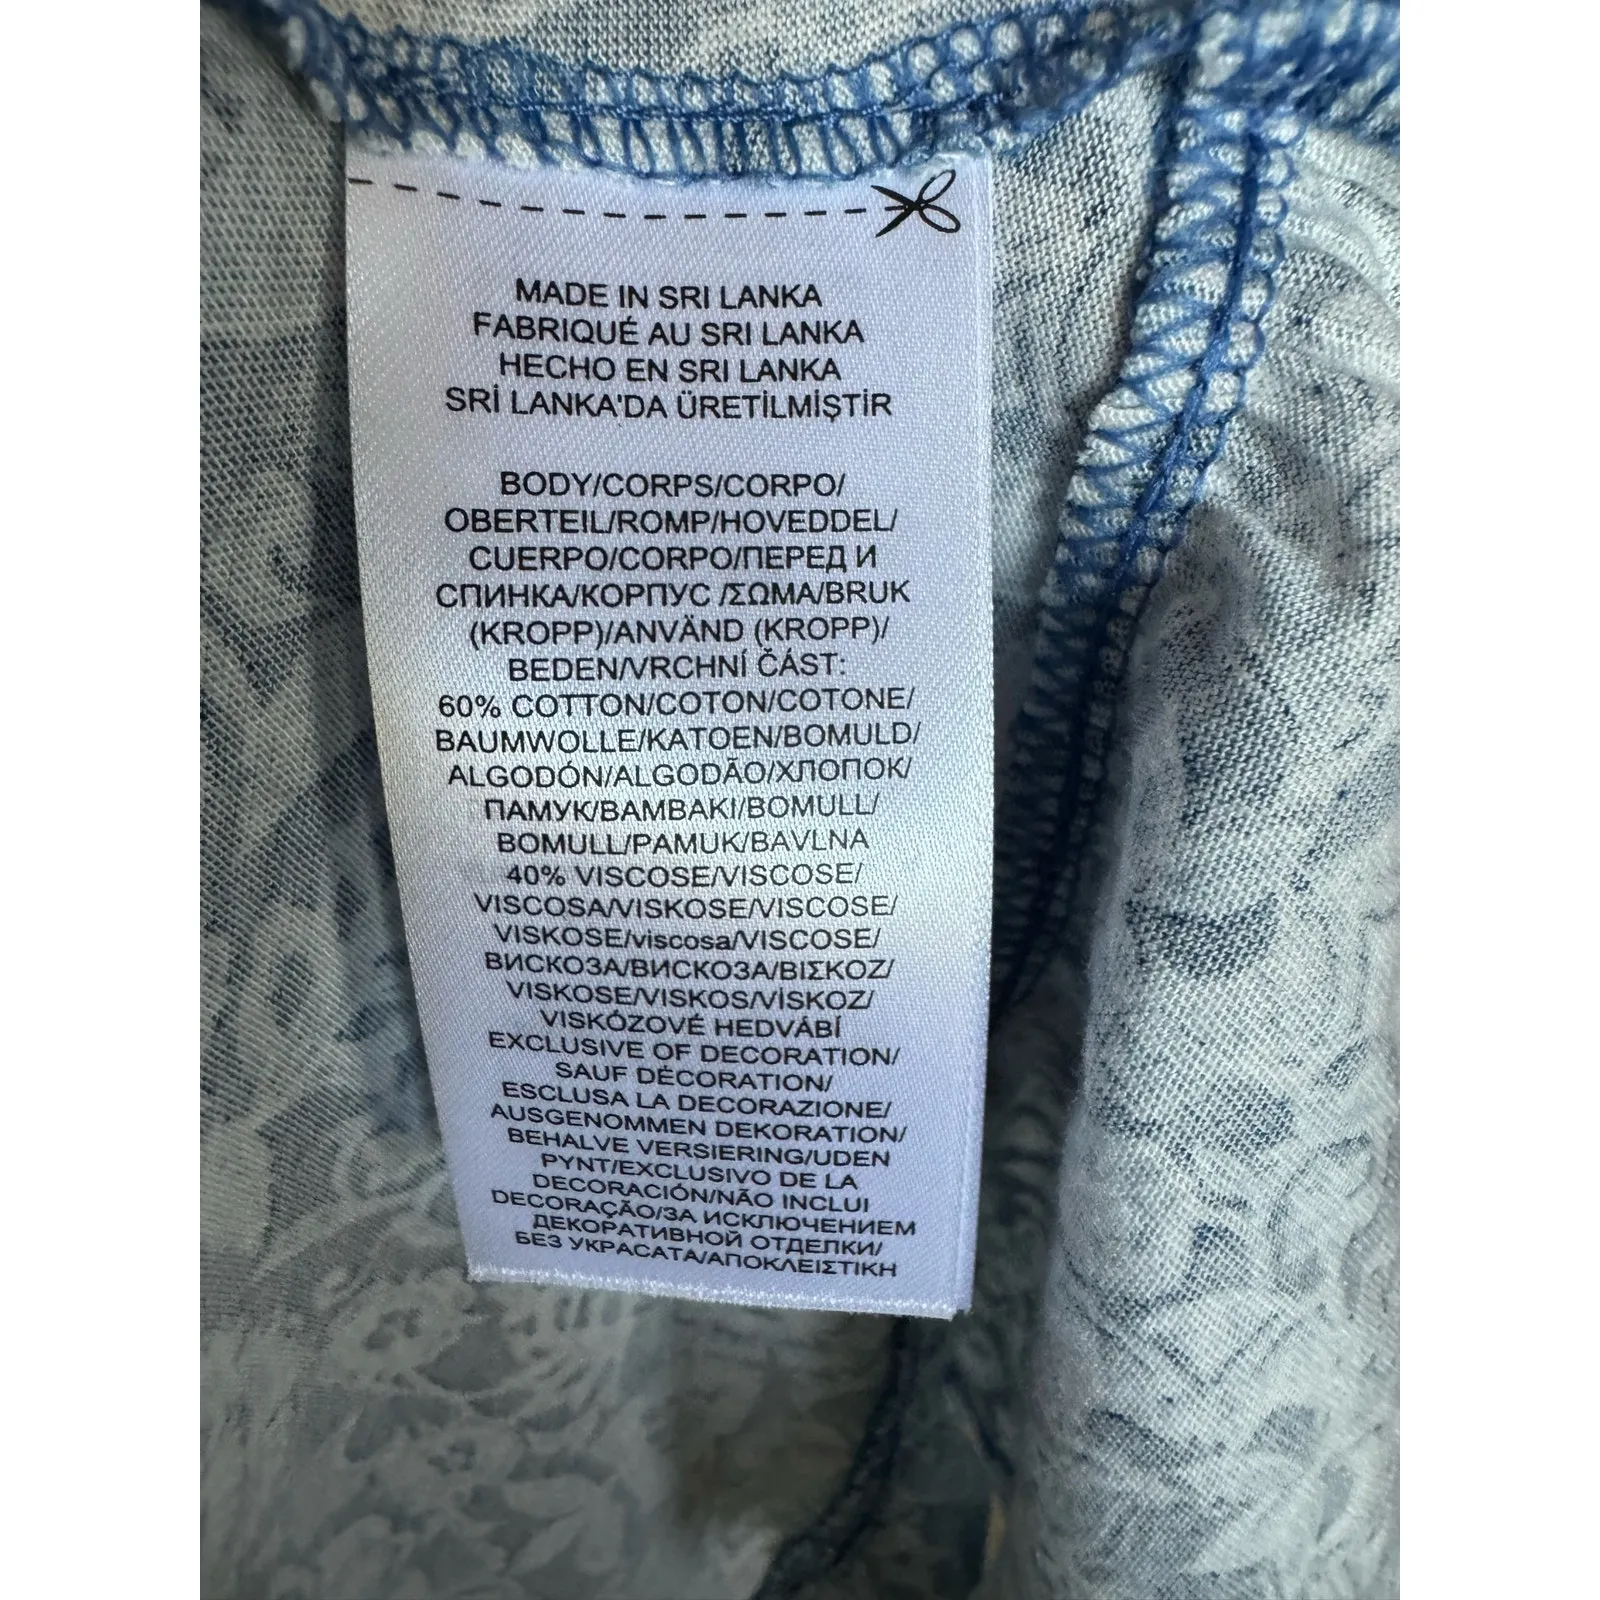 MADE IN SRI LANKA
FABRIQUÉ AU SRI LANKA
HECHO EN SRI LANKA
SRİ LANKA'DA ÜRETİLMİŞTİR
BODY/CORPS/CORPO/
OBERTEIL/ROMP/HOVEDDEL/
CUERPO/CORPO/ПЕРЕД И
СПИНКА/КОРПУС /ΣΩΜΑ/BRUK
(KROPP)/ANVÄND (KROPP)/
BEDEN/VRCHNÍ ČÁST:
60% COTTON/COTON/COTONE/
BAUMWOLLE/KATOEN/BOMULD/
ALGODÓN/ALGODÃO/ХЛОПОК/
ПАМУК/BAMBAKI/BOMULL/
BOMULL/PAMUK/BAVLNA
40% VISCOSE/VISCOSE/
VISCOSA/VISKOSE/VISCOSE/
VISKOSE/viscosa/VISCOSE/
ВИСКОЗА/ВИСКОЗА/ΒΙΣΚΟΖ/
VISKOSE/VISKOS/VİSKOZ/
VISKÓZOVÉ HEDVÁBÍ
EXCLUSIVE OF DECORATION/
SAUF DÉCORATION/
ESCLUSA LA DECORAZIONE/
AUSGENOMMEN DEKORATION/
BEHALVE VERSIERING/UDEN
PYNT/EXCLUSIVO DE LA
DECORACIÓN/NÃO INCLUI
DECORAÇÃO/ЗА ИСКЛЮЧЕНИЕМ
ДЕКОРАТИВНОЙ ОТДЕЛКИ/
БЕЗ УКРАСАТА/ΑΠΟΚΛΕΙΣΤΙΚΗ